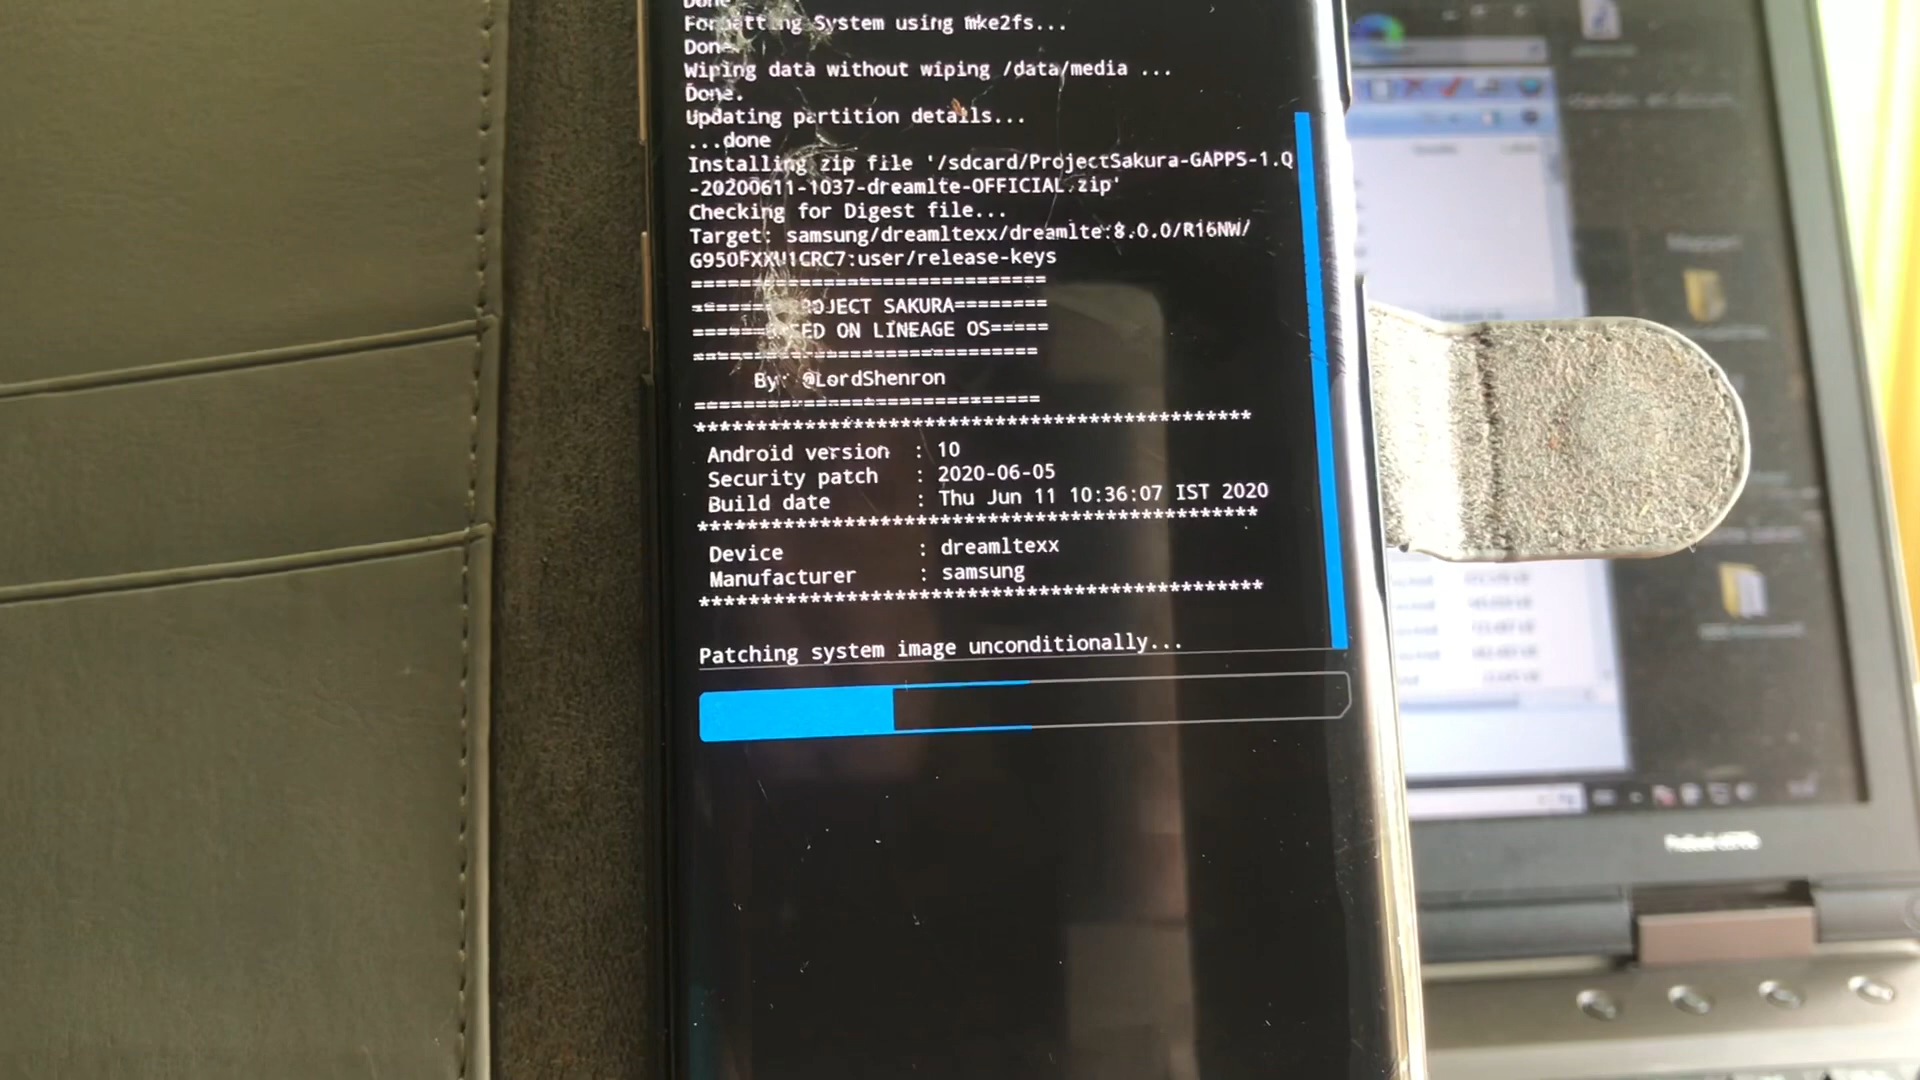 Done.
Formatting System using mke2fs...
Done.
Wiping data without wiping /data/media ...
Done.
Updating partition details...
...done
Installing zip file '/sdcard/ProjectSakura-GAPPS-1.Q
-20200611-1037-dreamlte-OFFICIAL.zip'
Checking for Digest file...
Target: samsung/dreamltexx/dreamlte:8.0.0/R16NW/
G950FXXU1CRC7:user/release-keys
=============================
PROJECT SAKURA========
ON LINEAGE OS=====
============================
By: @LordShenron
============================
*********************************************
Android version : 10
Security patch : 2020-06-05
Build date : Thu Jun 11 10:36:07 IST 2020
*********************************************
Device : dreamltexx
Manufacturer : samsung
*********************************************
Patching system image unconditionally...